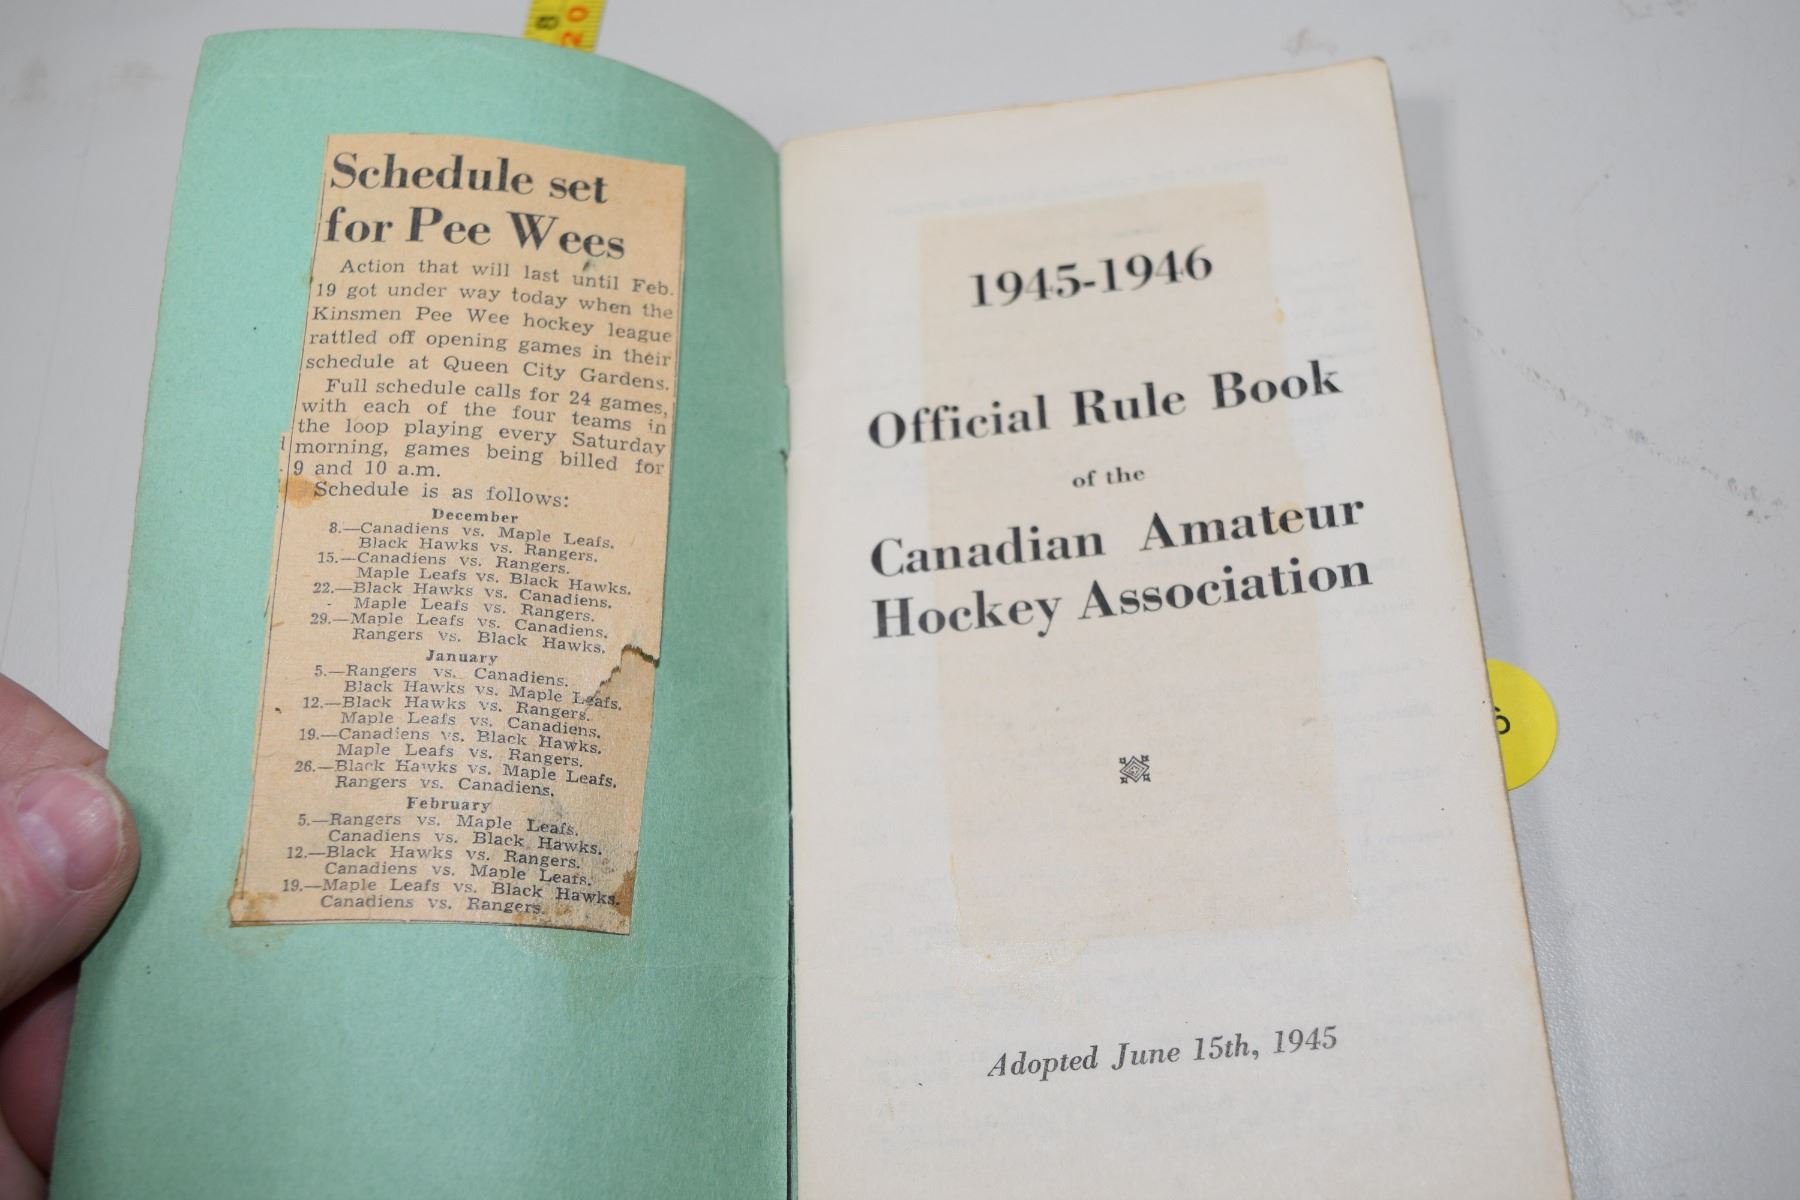 8
20
Schedule set
for Pee Wees
Action that will last until Feb.
19 got under way today when the
Kinsmen Pee Wee hockey league
rattled off opening games in their
schedule at Queen City Gardens.
Full schedule calls for 24 games,
with each of the four teams in
the loop playing every Saturday
morning, games being billed for
9 and 10 a.m.
Schedule is as follows:
December
8.—Canadiens vs. Maple Leafs.
Black Hawks vs. Rangers.
15.—Canadiens vs. Rangers.
Maple Leafs vs. Black Hawks.
22.—Black Hawks vs. Canadiens.
Maple Leafs vs. Rangers.
29.—Maple Leafs vs. Canadiens.
Rangers vs. Black Hawks.
January
5.—Rangers vs. Canadiens.
Black Hawks vs. Maple Leafs.
12.—Black Hawks vs. Rangers.
Maple Leafs vs. Canadiens.
19.—Canadiens vs. Black Hawks.
Maple Leafs vs. Rangers.
26.—Black Hawks vs. Maple Leafs.
Rangers vs. Canadiens.
February
5.—Rangers vs. Maple Leafs.
Canadiens vs. Black Hawks.
12.—Black Hawks vs. Rangers.
Canadiens vs. Maple Leafs.
19.—Maple Leafs vs. Black Hawks.
Canadiens vs. Rangers.
1945-1946
Official Rule Book
of the
Canadian Amateur
Hockey Association
Adopted June 15th, 1945